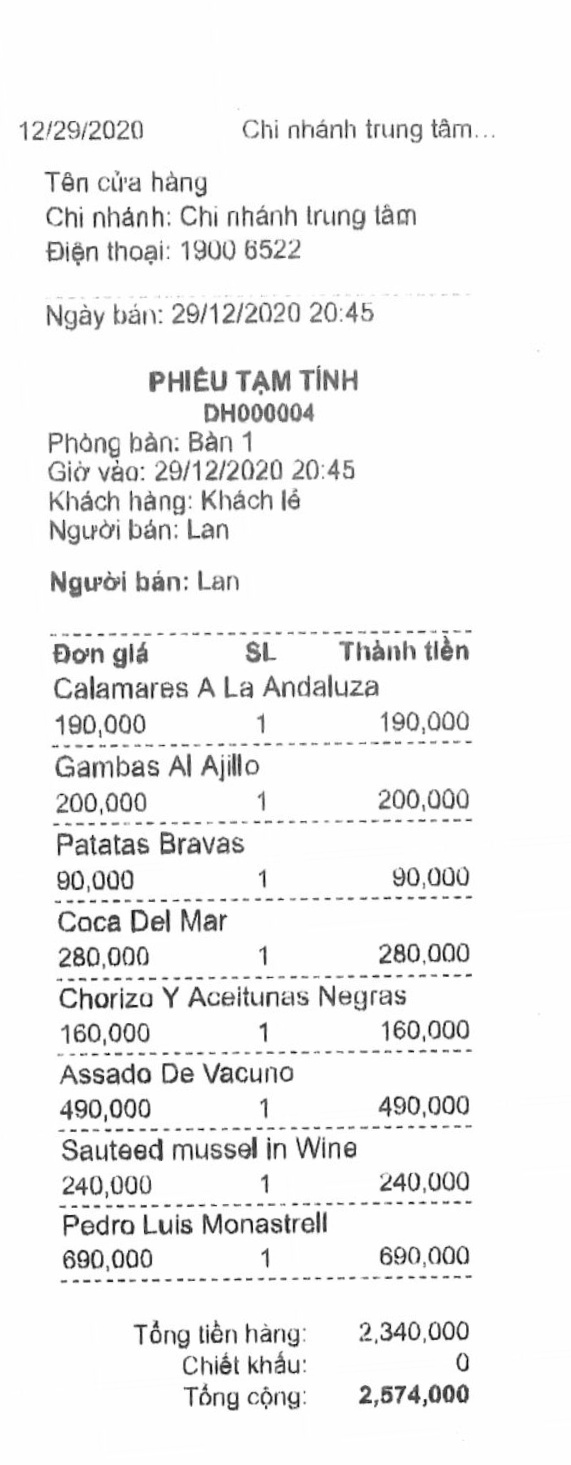 12/29/2020 Chi nhánh trung tâm...
Tên cửa hàng
Chi nhánh: Chi nhánh trung tâm
Điện thoại: 1900 6522
Ngày bán: 29/12/2020 20:45
PHIẾU TẠM TÍNH
DH000004
Phòng bàn: Bàn 1
Giờ vào: 29/12/2020 20:45
Khách hàng: Khách lẻ
Người bán: Lan
Người bán: Lan
Đơn giá SL Thành tiền
Calamares A La Andaluza
190,000 1 190,000
Gambas Al Ajillo
200,000 1 200,000
Patatas Bravas
90,000 1 90,000
Coca Del Mar
280,000 1 280,000
Chorizo Y Aceitunas Negras
160,000 1 160,000
Assado De Vacuno
490,000 1 490,000
Sauteed mussel in Wine
240,000 1 240,000
Pedro Luis Monastrell
690,000 1 690,000
Tổng tiền hàng: 2,340,000
Chiết khấu: 0
Tổng cộng: 2,574,000